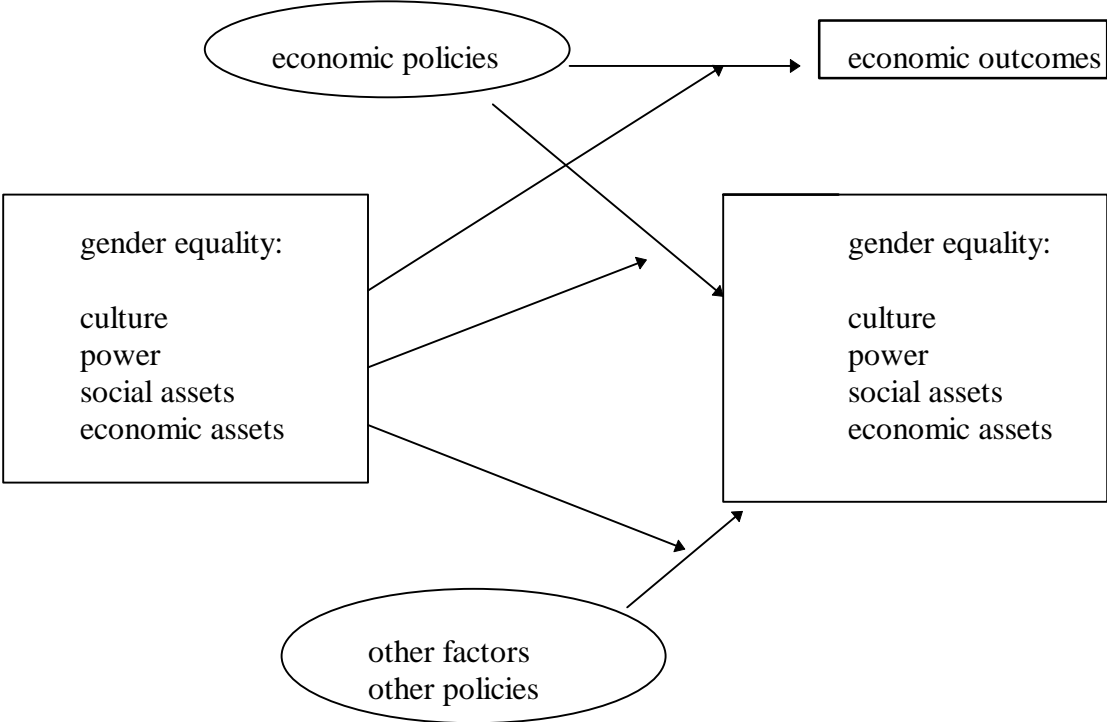 economic policies
economic outcomes
gender equality:
culture
power
social assets
economic assets
gender equality:
culture
power
social assets
economic assets
other factors
other policies